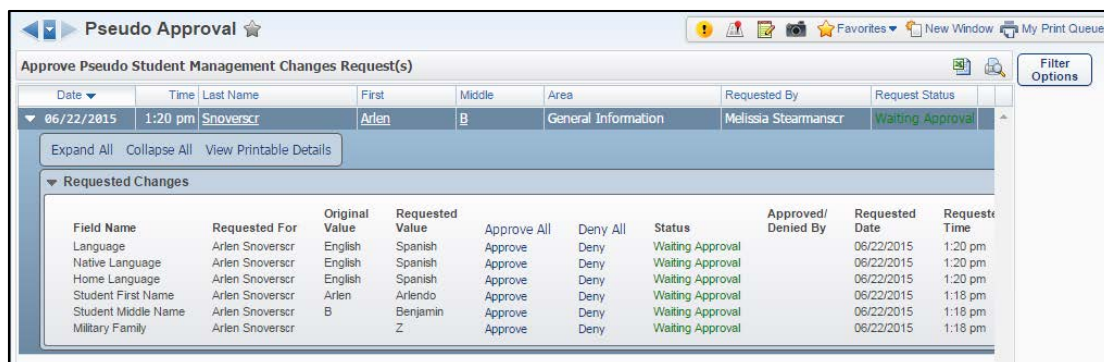 Pseudo Approval
Favorites New Window My Print Queue
Approve Pseudo Student Management Changes Request(s)
Filter Options
Date Time Last Name First Middle Area Requested By Request Status
06/22/2015 1:20 pm Snoverscr Arlen B General Information Melissia Stearmanscr Waiting Approval
Expand All Collapse All View Printable Details
Requested Changes
Field Name Requested For Original Value Requested Value Approve All Deny All Status Approved/ Denied By Requested Date Requeste Time
Language Arlen Snoverscr English Spanish Approve Deny Waiting Approval 06/22/2015 1:20 pm
Native Language Arlen Snoverscr English Spanish Approve Deny Waiting Approval 06/22/2015 1:20 pm
Home Language Arlen Snoverscr English Spanish Approve Deny Waiting Approval 06/22/2015 1:20 pm
Student First Name Arlen Snoverscr Arlen Arlendo Approve Deny Waiting Approval 06/22/2015 1:18 pm
Student Middle Name Arlen Snoverscr B Benjamin Approve Deny Waiting Approval 06/22/2015 1:18 pm
Military Family Arlen Snoverscr Z Approve Deny Waiting Approval 06/22/2015 1:18 pm